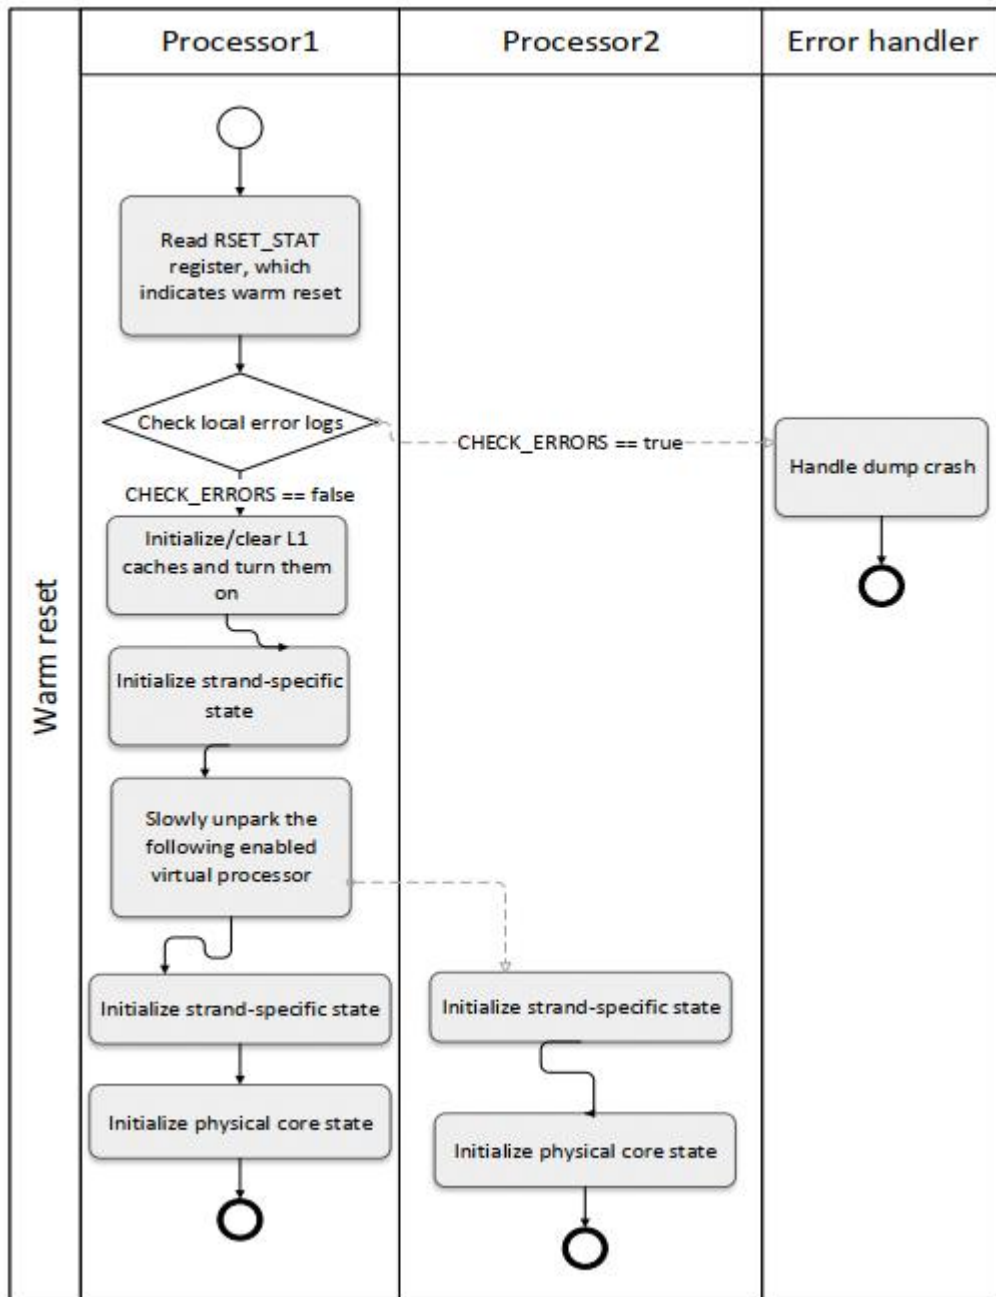 Processor1
Processor2
Error handler
Warm reset
Read RSET_STAT
register, which
indicates warm reset
Check local error logs
CHECK_ERRORS == true
Handle dump crash
CHECK_ERRORS == false
Initialize/clear L1
caches and turn them
on
Initialize strand-specific
state
Slowly unpark the
following enabled
virtual processor
Initialize strand-specific state
Initialize strand-specific state
Initialize physical core state
Initialize physical core state